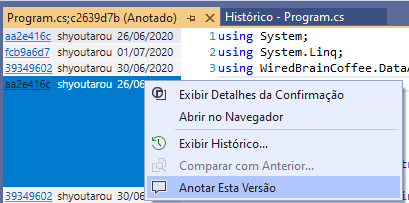 Program.cs;c2639d7b (Anotado) Histórico - Program.cs
aa2e416c shyoutarou 26/06/2020 1 using System;
fcb9a6d7 shyoutarou 01/07/2020 2 using System.Linq;
39349602 shyoutarou 30/06/2020 3 using WiredBrainCoffee.Data
aa2e416c shyoutarou 26/06
Exibir Detalhes da Confirmação
Abrir no Navegador
Exibir Histórico...
Comparar com Anterior...
Anotar Esta Versão
39349602 shyoutarou 30/06